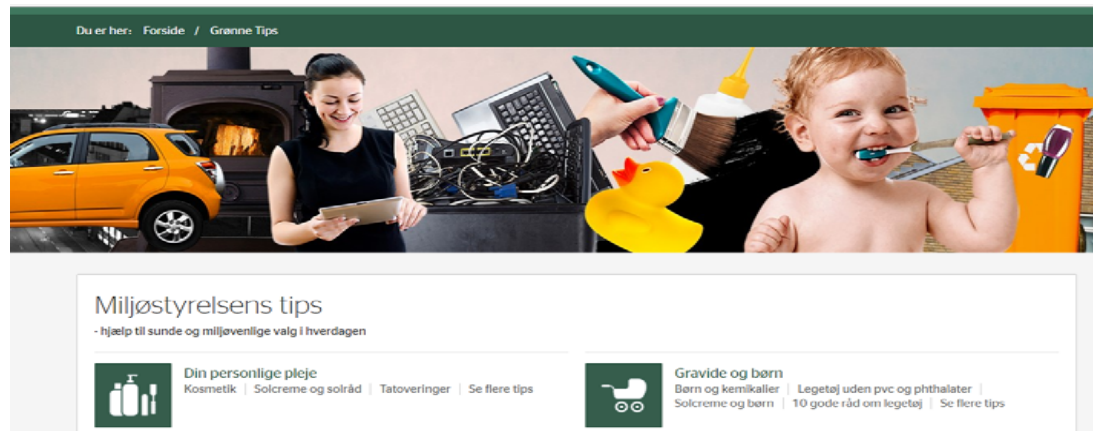 Du er her: Forside / Grønne Tips
Miljøstyrelsens tips
- hjælp til sunde og miljøvenlige valg i hverdagen
Din personlige pleje
Kosmetik | Solcreme og solråd | Tatoveringer | Se flere tips
Gravide og børn
Børn og kemikalier | Legetøj uden pvc og phthalater |
Solcreme og børn | 10 gode råd om legetøj | Se flere tips